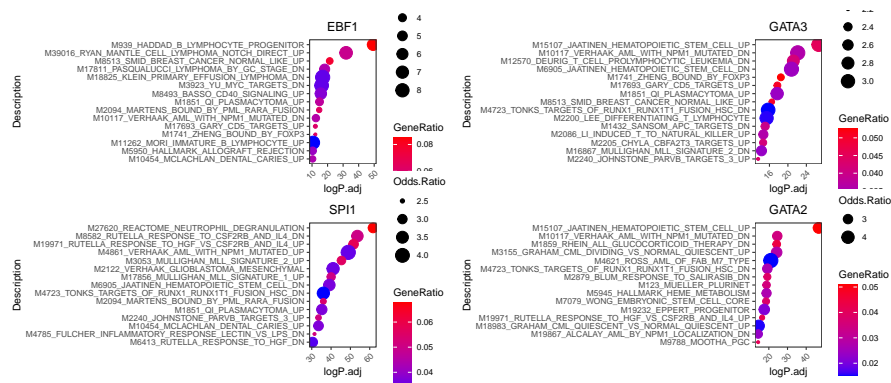 EBF1
M939_HADDAD_B_LYMPHOCYTE_PROGENITOR
M39016_RYAN_MANTLE_CELL_LYMPHOMA_NOTCH_DIRECT_UP
M8513_SMID_BREAST_CANCER_NORMAL_LIKE_UP
M17811_PASQUALUCCI_LYMPHOMA_BY_GC_STAGE_DN
M18825_KLEIN_PRIMARY_EFFUSION_LYMPHOMA_DN
M3923_YU_MYC_TARGETS_DN
M8493_BASSO_CD40_SIGNALING_UP
M1851_QI_PLASMACYTOMA_UP
M2094_MARTENS_BOUND_BY_PML_RARA_FUSION
M10117_VERHAAK_AML_WITH_NPM1_MUTATED_DN
M17693_GARY_CD5_TARGETS_UP
M1741_ZHENG_BOUND_BY_FOXP3
M11262_MORI_IMMATURE_B_LYMPHOCYTE_UP
M5950_HALLMARK_ALLOGRAFT_REJECTION
M10454_MCLACHLAN_DENTAL_CARIES_UP
Description
10 20 30 40 50
logP.adj
4
5
6
7
8
GeneRatio
0.08
GATA3
M15107_JAATINEN_HEMATOPOIETIC_STEM_CELL_UP
M10117_VERHAAK_AML_WITH_NPM1_MUTATED_DN
M12570_DEURIG_T_CELL_PROLYMPHOCYTIC_LEUKEMIA_DN
M6905_JAATINEN_HEMATOPOIETIC_STEM_CELL_DN
M1741_ZHENG_BOUND_BY_FOXP3
M17693_GARY_CD5_TARGETS_UP
M1851_QI_PLASMACYTOMA_UP
M8513_SMID_BREAST_CANCER_NORMAL_LIKE_UP
M4723_TONKS_TARGETS_OF_RUNX1_RUNX1T1_FUSION_HSC_DN
M2200_LEE_DIFFERENTIATING_T_LYMPHOCYTE
M1432_SANSOM_APC_TARGETS_DN
M2086_LI_INDUCED_T_TO_NATURAL_KILLER_UP
M2205_CHYLA_CBFA2T3_TARGETS_UP
M16867_MULLIGHAN_MLL_SIGNATURE_2_DN
M2240_JOHNSTONE_PARVB_TARGETS_3_UP
Description
16 20 24
logP.adj
2.4
2.6
2.8
3.0
GeneRatio
0.050
0.045
0.040
0.035
SPI1
M27620_REACTOME_NEUTROPHIL_DEGRANULATION
M8582_RUTELLA_RESPONSE_TO_CSF2RB_AND_IL4_DN
M19971_RUTELLA_RESPONSE_TO_HGF_VS_CSF2RB_AND_IL4_UP
M4861_VERHAAK_AML_WITH_NPM1_MUTATED_UP
M3053_MULLIGHAN_MLL_SIGNATURE_2_UP
M2122_VERHAAK_GLIOBLASTOMA_MESENCHYMAL
M17856_MULLIGHAN_MLL_SIGNATURE_1_UP
M6905_JAATINEN_HEMATOPOIETIC_STEM_CELL_DN
M4723_TONKS_TARGETS_OF_RUNX1_RUNX1T1_FUSION_HSC_DN
M2094_MARTENS_BOUND_BY_PML_RARA_FUSION
M1851_QI_PLASMACYTOMA_UP
M2240_JOHNSTONE_PARVB_TARGETS_3_UP
M10454_MCLACHLAN_DENTAL_CARIES_UP
M4785_FULCHER_INFLAMMATORY_RESPONSE_LECTIN_VS_LPS_DN
M6413_RUTELLA_RESPONSE_TO_HGF_DN
Description
30 40 50 60
logP.adj
Odds.Ratio
2.5
3.0
3.5
4.0
GeneRatio
0.06
0.05
0.04
GATA2
M15107_JAATINEN_HEMATOPOIETIC_STEM_CELL_UP
M10117_VERHAAK_AML_WITH_NPM1_MUTATED_DN
M1859_RHEIN_ALL_GLUCOCORTICOID_THERAPY_DN
M3155_GRAHAM_CML_DIVIDING_VS_NORMAL_QUIESCENT_UP
M4621_ROSS_AML_OF_FAB_M7_TYPE
M4723_TONKS_TARGETS_OF_RUNX1_RUNX1T1_FUSION_HSC_DN
M2879_BLUM_RESPONSE_TO_SALIRASIB_DN
M123_MUELLER_PLURINET
M5945_HALLMARK_HEME_METABOLISM
M7079_WONG_EMBRYONIC_STEM_CELL_CORE
M19232_EPPERT_PROGENITOR
M19971_RUTELLA_RESPONSE_TO_HGF_VS_CSF2RB_AND_IL4_UP
M18983_GRAHAM_CML_QUIESCENT_VS_NORMAL_QUIESCENT_UP
M19867_ALCALAY_AML_BY_NPM1_LOCALIZATION_DN
M9788_MOOTHA_PGC
Description
20 30 40
logP.adj
Odds.Ratio
3
4
GeneRatio
0.05
0.04
0.03
0.02